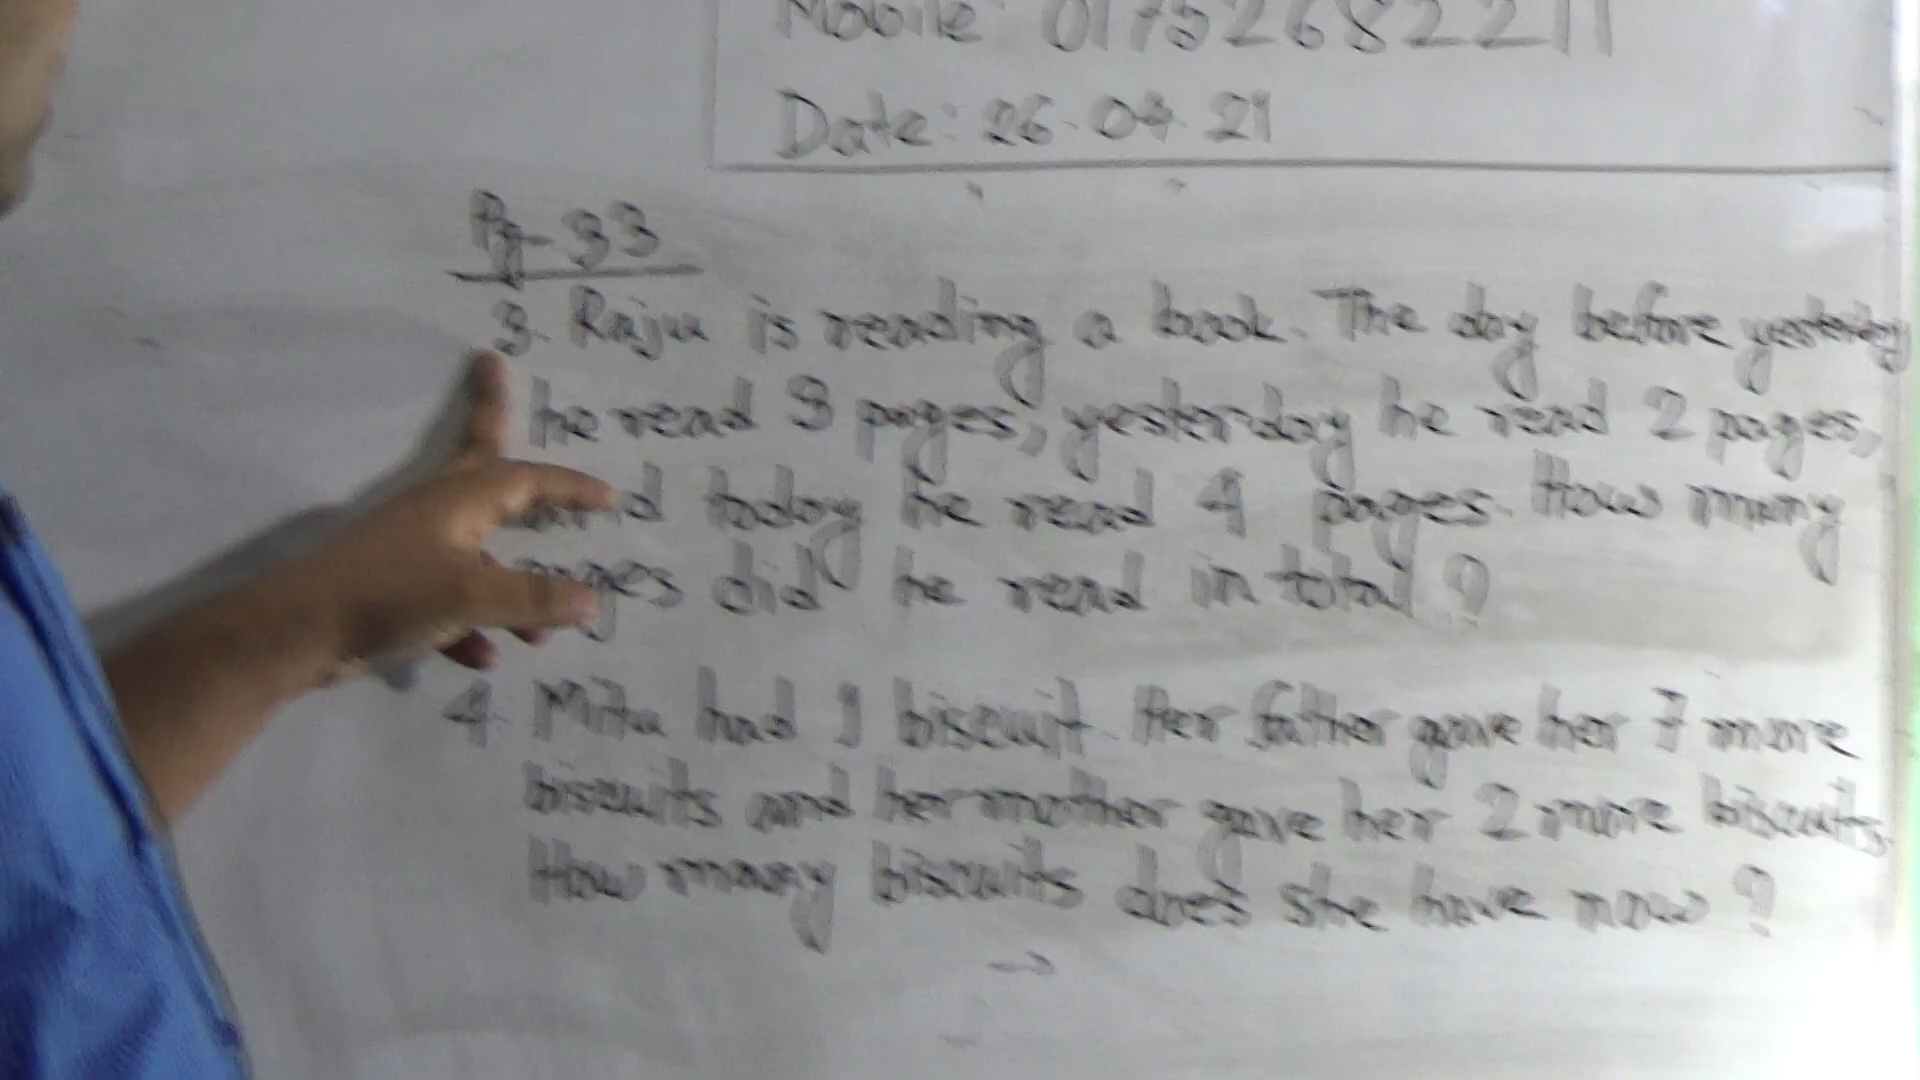 Mobile: 01752682211
Date: 26.04.21
Pg-33
3. Raju is reading a book. The day before yesterday
he read 3 pages, yesterday he read 2 pages,
and today he read 4 pages. How many
pages did he read in total?
4. Mitu had 1 biscuit. Her father gave her 7 more
biscuits and her mother gave her 2 more biscuits.
How many biscuits does she have now?
→